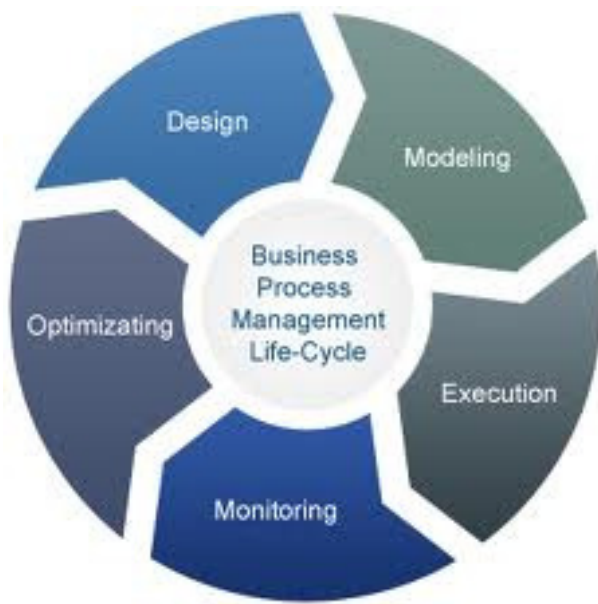 Design
Modeling
Business
Process
Management
Life-Cycle
Optimizating
Execution
Monitoring